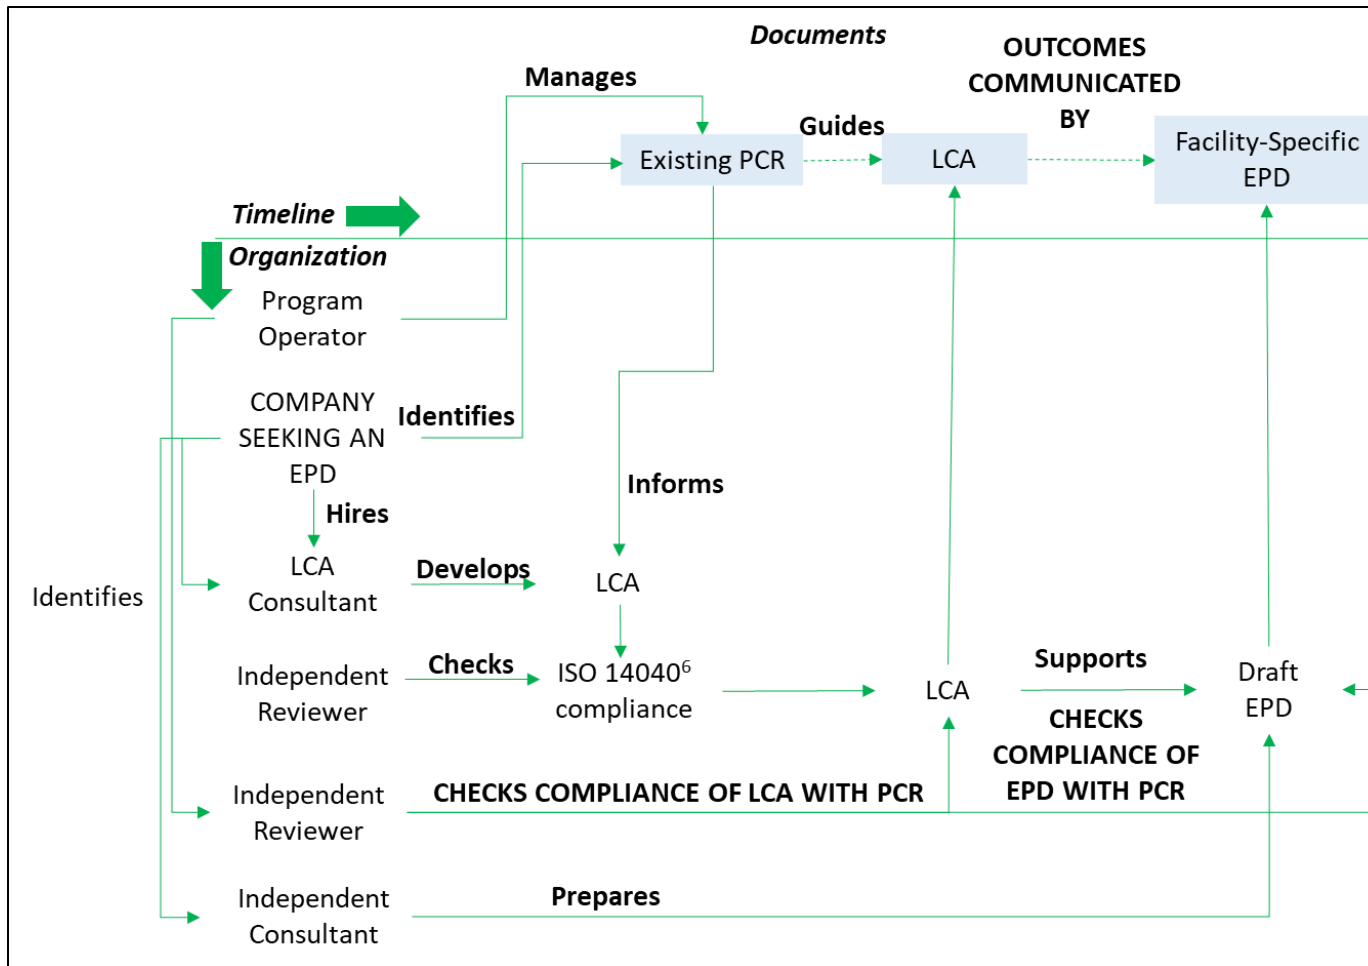 Documents
OUTCOMES
COMMUNICATED
BY
Manages
Guides
Existing PCR
LCA
Facility-Specific
EPD
Timeline
Organization
Program
Operator
COMPANY
SEEKING AN
EPD
Identifies
Informs
Hires
LCA
Consultant
Develops
LCA
Identifies
Independent
Reviewer
Checks
ISO 14040⁶
compliance
LCA
Supports
Draft
EPD
CHECKS
COMPLIANCE OF
EPD WITH PCR
Independent
Reviewer
CHECKS COMPLIANCE OF LCA WITH PCR
Independent
Consultant
Prepares